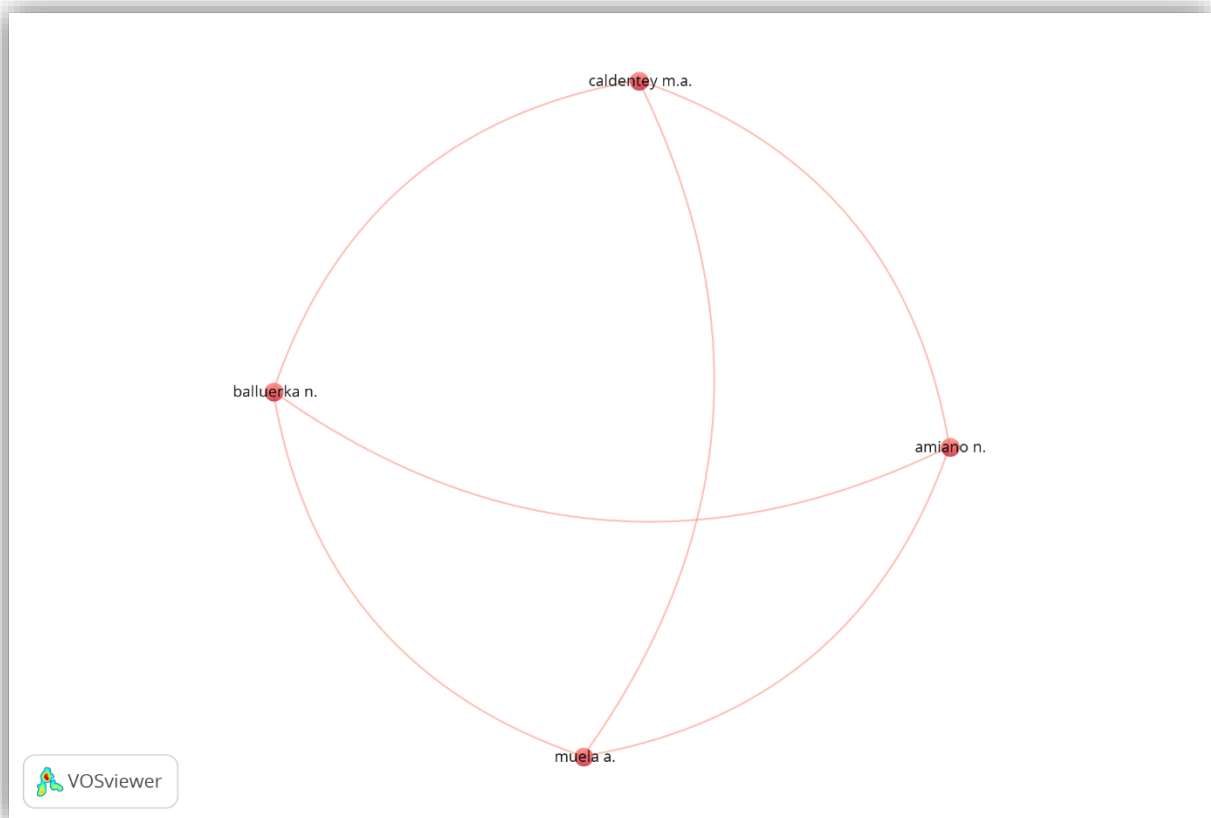 caldentey m.a.
balluerka n.
amiano n.
muela a.
VOSviewer